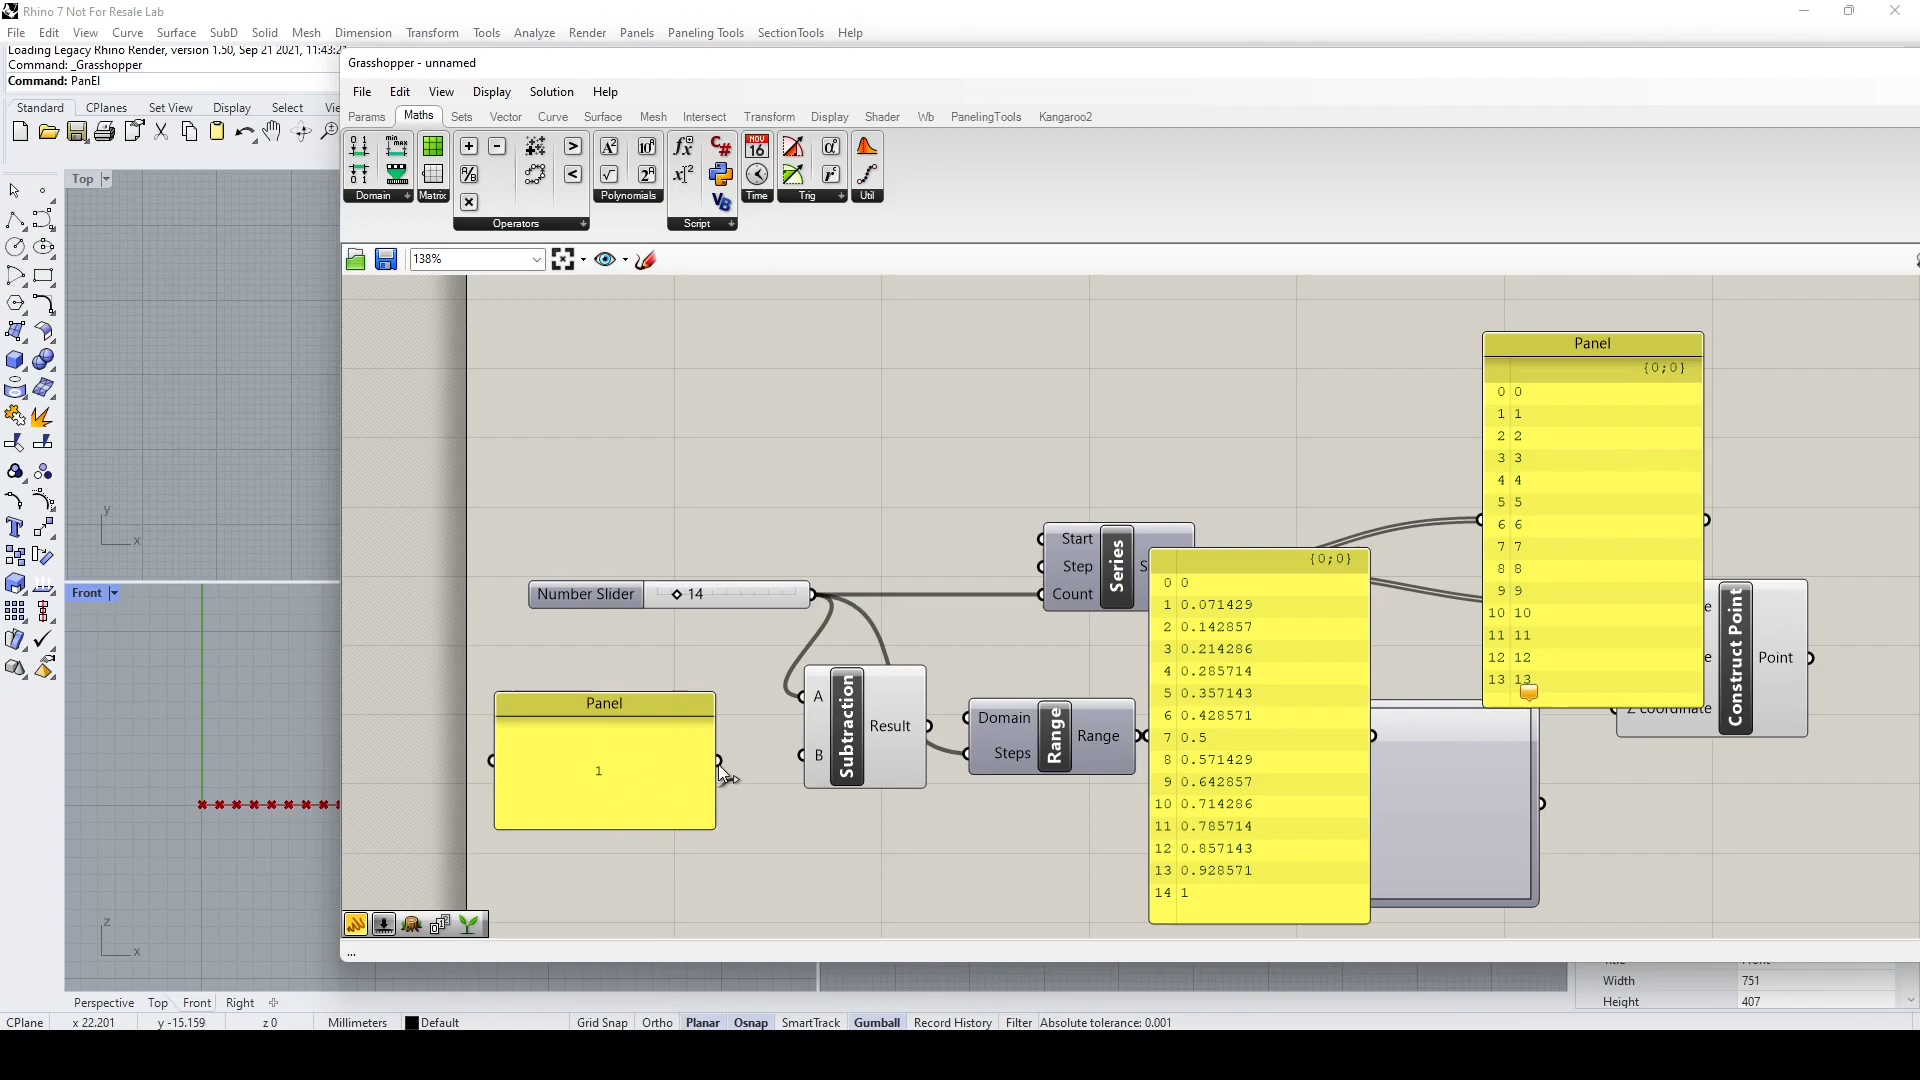 Rhino 7 Not For Resale Lab
File Edit View Curve Surface SubD Solid Mesh Dimension Transform Tools Analyze Render Panels Paneling Tools SectionTools Help
Loading Legacy Rhino Render, version 1.50, Sep 21 2021, 11:43:2
Command: _Grasshopper
Command: PanEl
Standard CPlanes Set View Display Select Vie
Grasshopper - unnamed
File Edit View Display Solution Help
Params Maths Sets Vector Curve Surface Mesh Intersect Transform Display Shader Wb PanelingTools Kangaroo2
Domain Matrix Operators Polynomials Script Time Trig Util
138%
Top
y
x
Front
z
x
Panel
{0;0}
0 0
1 1
2 2
3 3
4 4
5 5
6 6
7 7
8 8
9 9
10 10
11 11
12 12
13 13
Start
Step
Count
Series
S
Number Slider 14
{0;0}
0 0
1 0.071429
2 0.142857
3 0.214286
4 0.285714
5 0.357143
6 0.428571
7 0.5
8 0.571429
9 0.642857
10 0.714286
11 0.785714
12 0.857143
13 0.928571
14 1
Panel
1
A
B
Subtraction
Result
Domain
Steps
Range
Range
e
e
Z coordinate
Construct Point
Point
...
Width 751
Height 407
Perspective Top Front Right
CPlane x 22.201 y -15.159 z 0 Millimeters Default Grid Snap Ortho Planar Osnap SmartTrack Gumball Record History Filter Absolute tolerance: 0.001